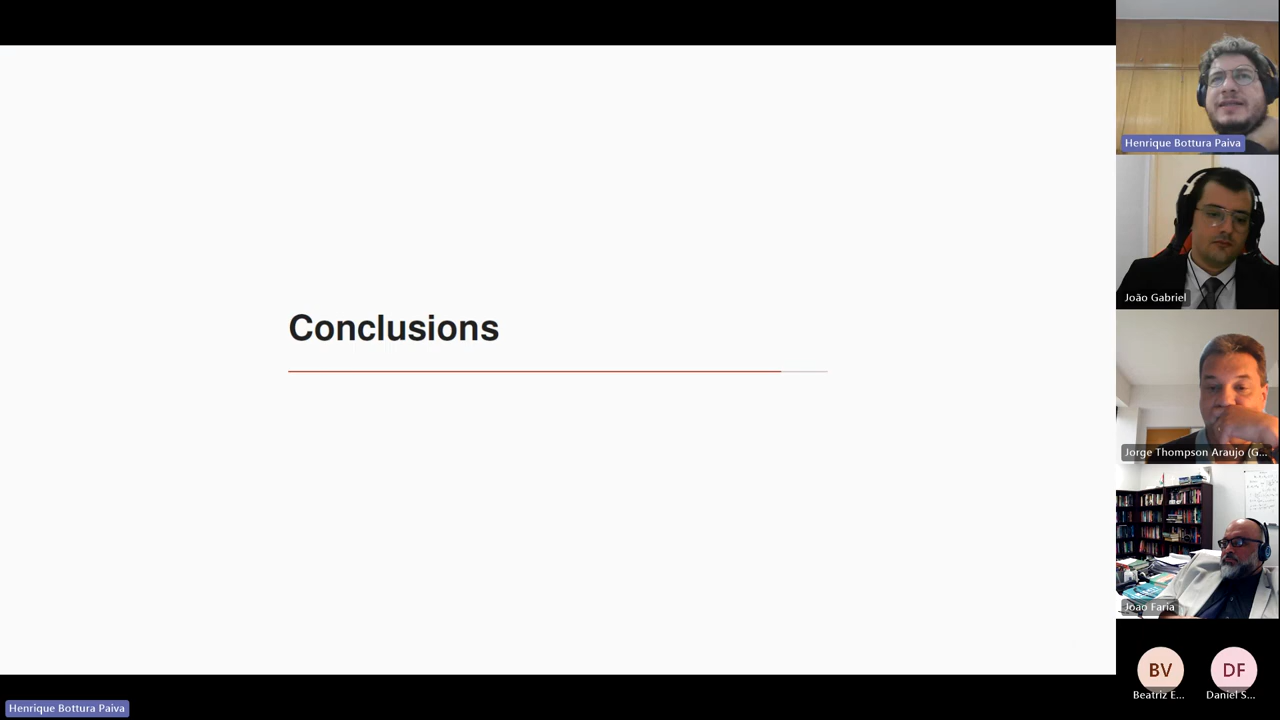 Conclusions
Henrique Bottura Paiva
Henrique Bottura Paiva
João Gabriel
Jorge Thompson Araujo (G...
João Faria
BV
DF
Beatriz E...
Daniel S...